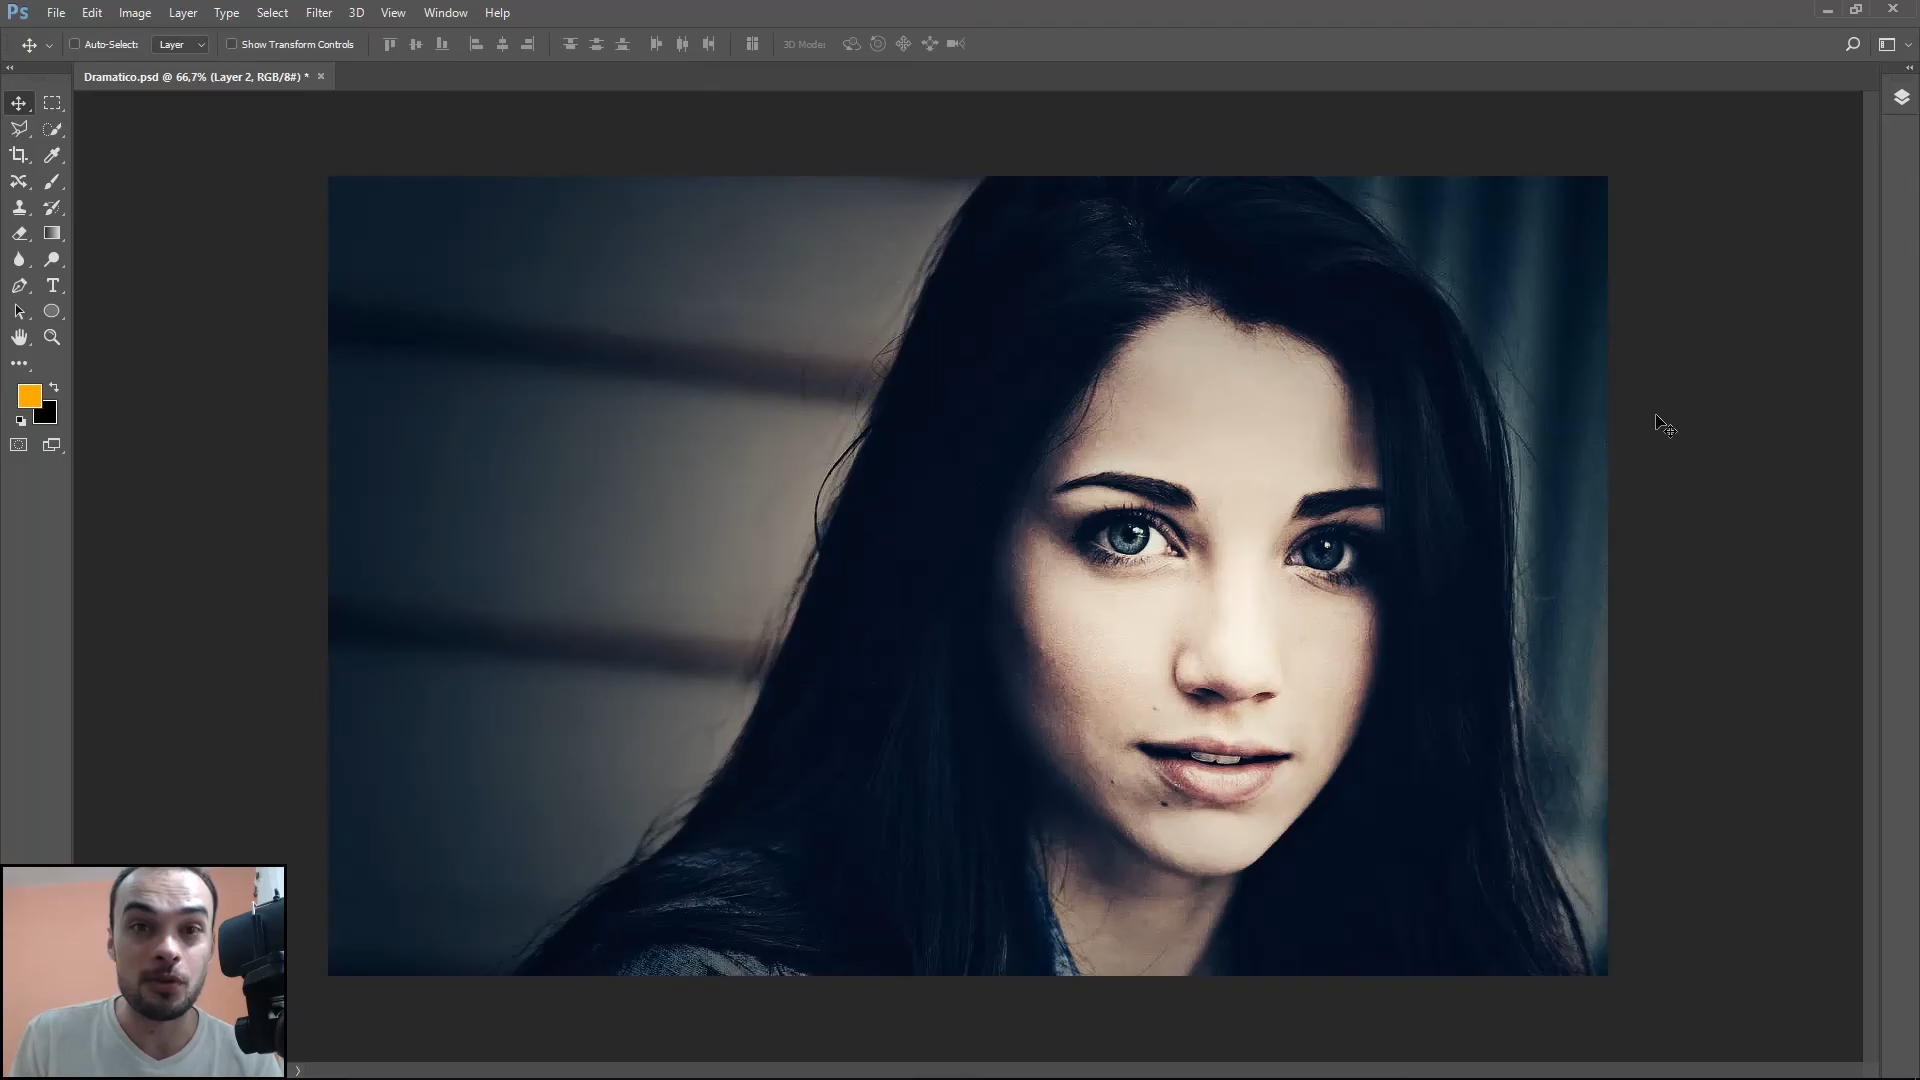 Ps File Edit Image Layer Type Select Filter 3D View Window Help
Auto-Select: Layer Show Transform Controls 3D Mode:
Dramatico.psd @ 66,7% (Layer 2, RGB/8#) *